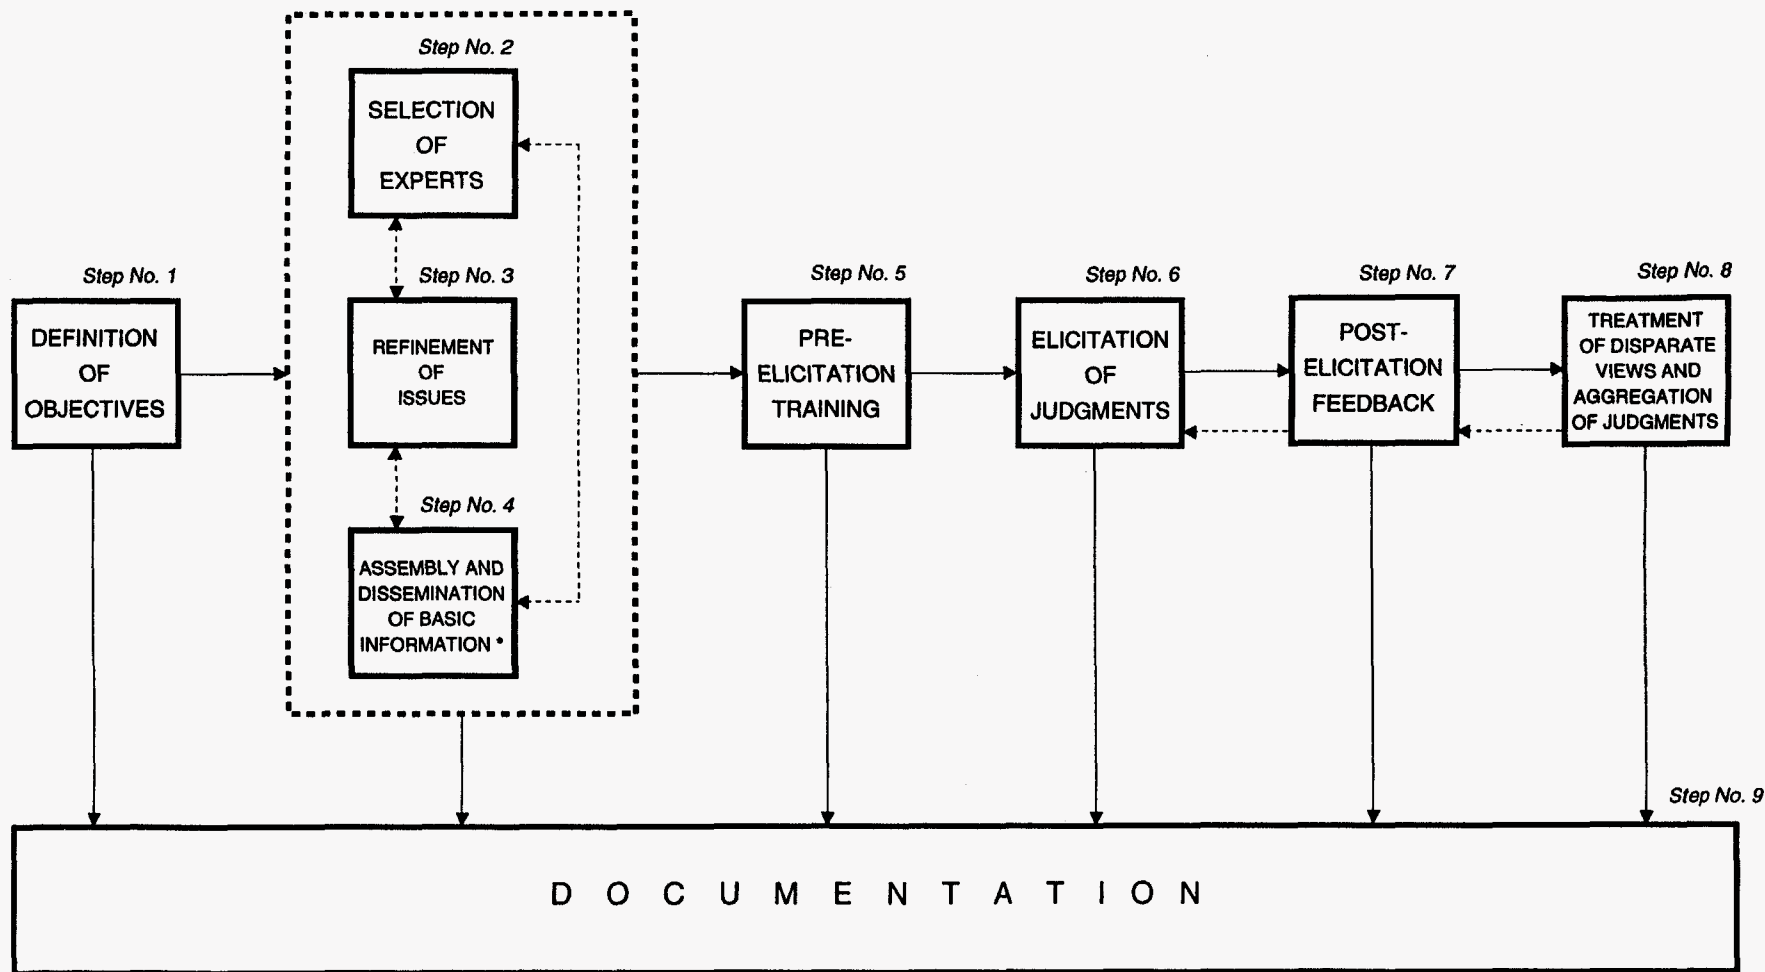 Step No. 1
DEFINITION
OF
OBJECTIVES
Step No. 2
SELECTION
OF
EXPERTS
Step No. 3
REFINEMENT
OF
ISSUES
Step No. 4
ASSEMBLY AND
DISSEMINATION
OF BASIC
INFORMATION *
Step No. 5
PRE-
ELICITATION
TRAINING
Step No. 6
ELICITATION
OF
JUDGMENTS
Step No. 7
POST-
ELICITATION
FEEDBACK
Step No. 8
TREATMENT
OF DISPARATE
VIEWS AND
AGGREGATION
OF JUDGMENTS
Step No. 9
DOCUMENTATION